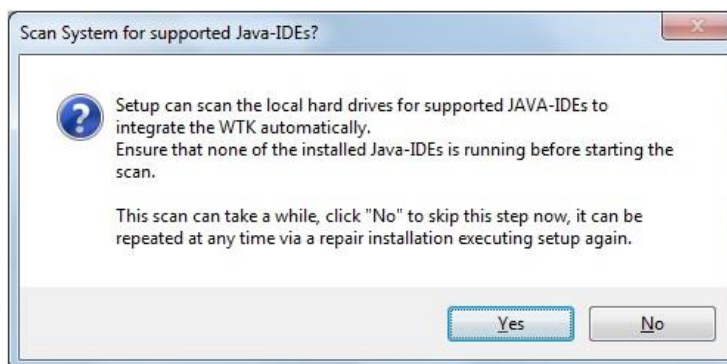 Scan System for supported Java-IDEs?
Setup can scan the local hard drives for supported JAVA-IDEs to
integrate the WTK automatically.
Ensure that none of the installed Java-IDEs is running before starting the
scan.
This scan can take a while, click "No" to skip this step now, it can be
repeated at any time via a repair installation executing setup again.
Yes
No